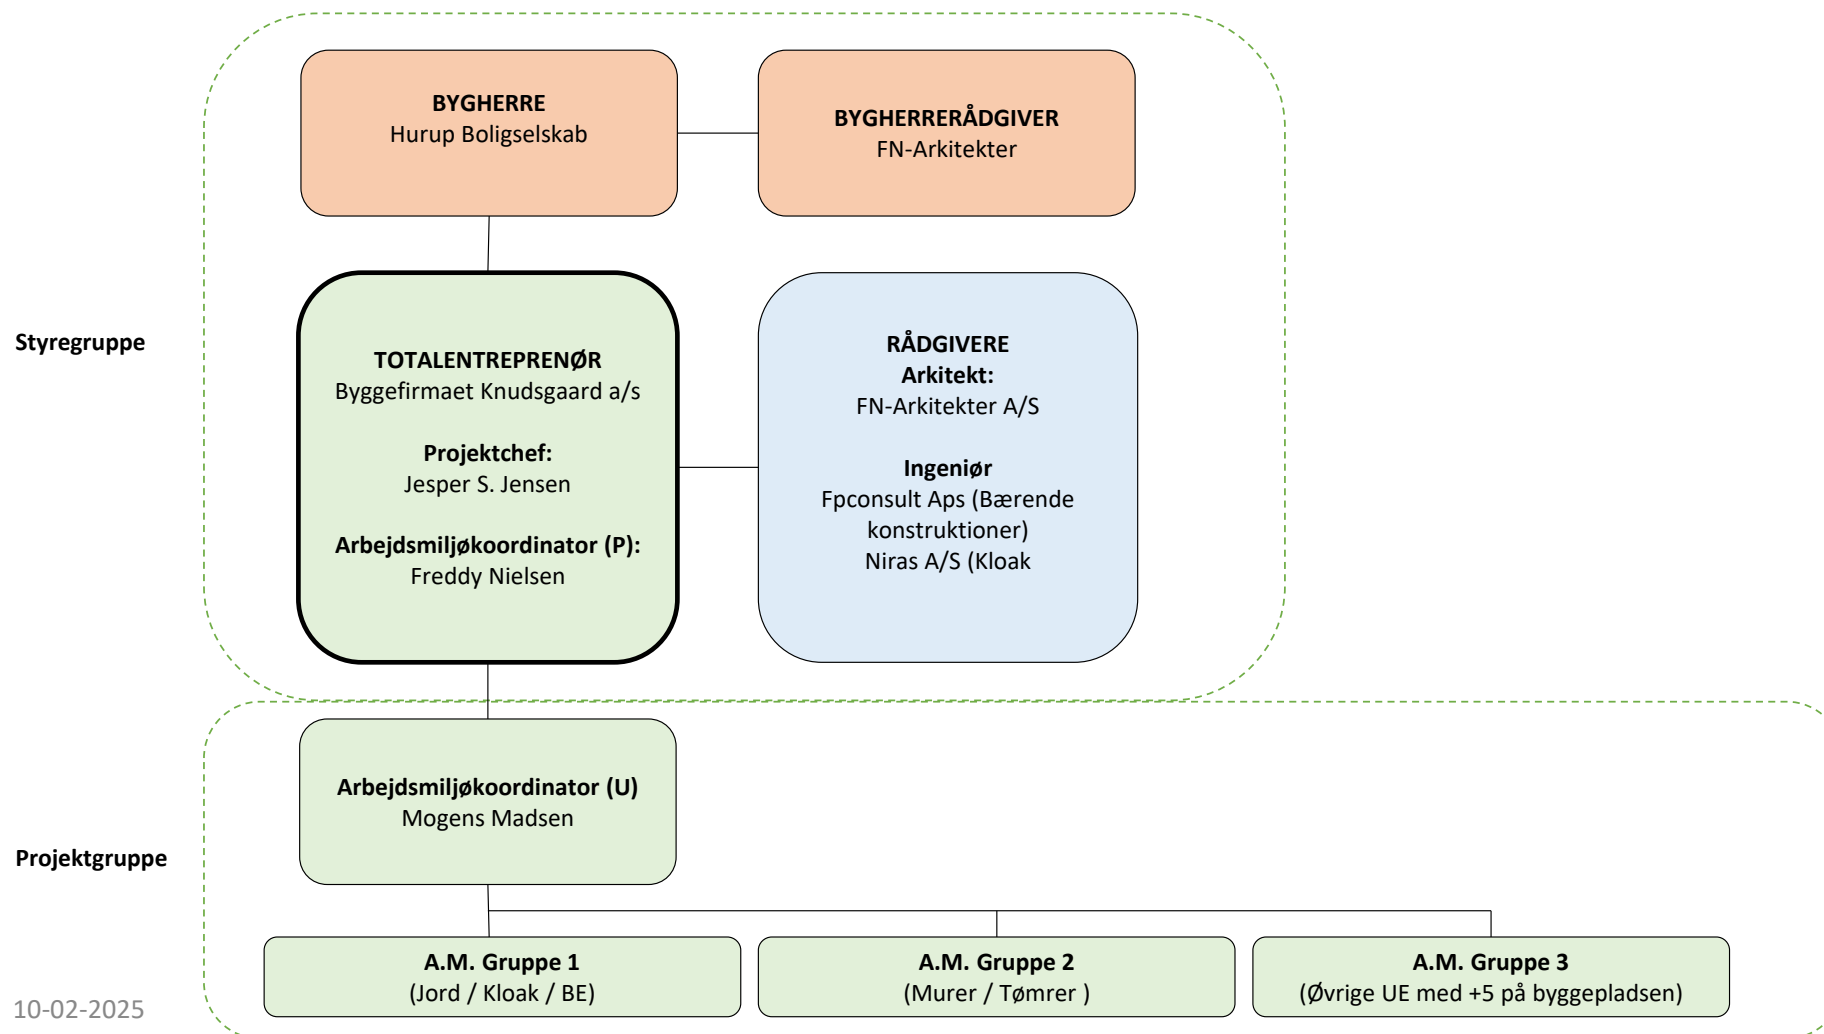 BYGHERRE
Hurup Boligselskab
BYGHERRERÅDGIVER
FN-Arkitekter
Styregruppe
TOTALENTREPRENØR
Byggefirmaet Knudsgaard a/s
Projektchef:
Jesper S. Jensen
Arbejdsmiljøkoordinator (P):
Freddy Nielsen
RÅDGIVERE
Arkitekt:
FN-Arkitekter A/S
Ingeniør
Fpconsult Aps (Bærende
konstruktioner)
Niras A/S (Kloak
Projektgruppe
Arbejdsmiljøkoordinator (U)
Mogens Madsen
A.M. Gruppe 1
(Jord / Kloak / BE)
A.M. Gruppe 2
(Murer / Tømrer )
A.M. Gruppe 3
(Øvrige UE med +5 på byggepladsen)
10-02-2025